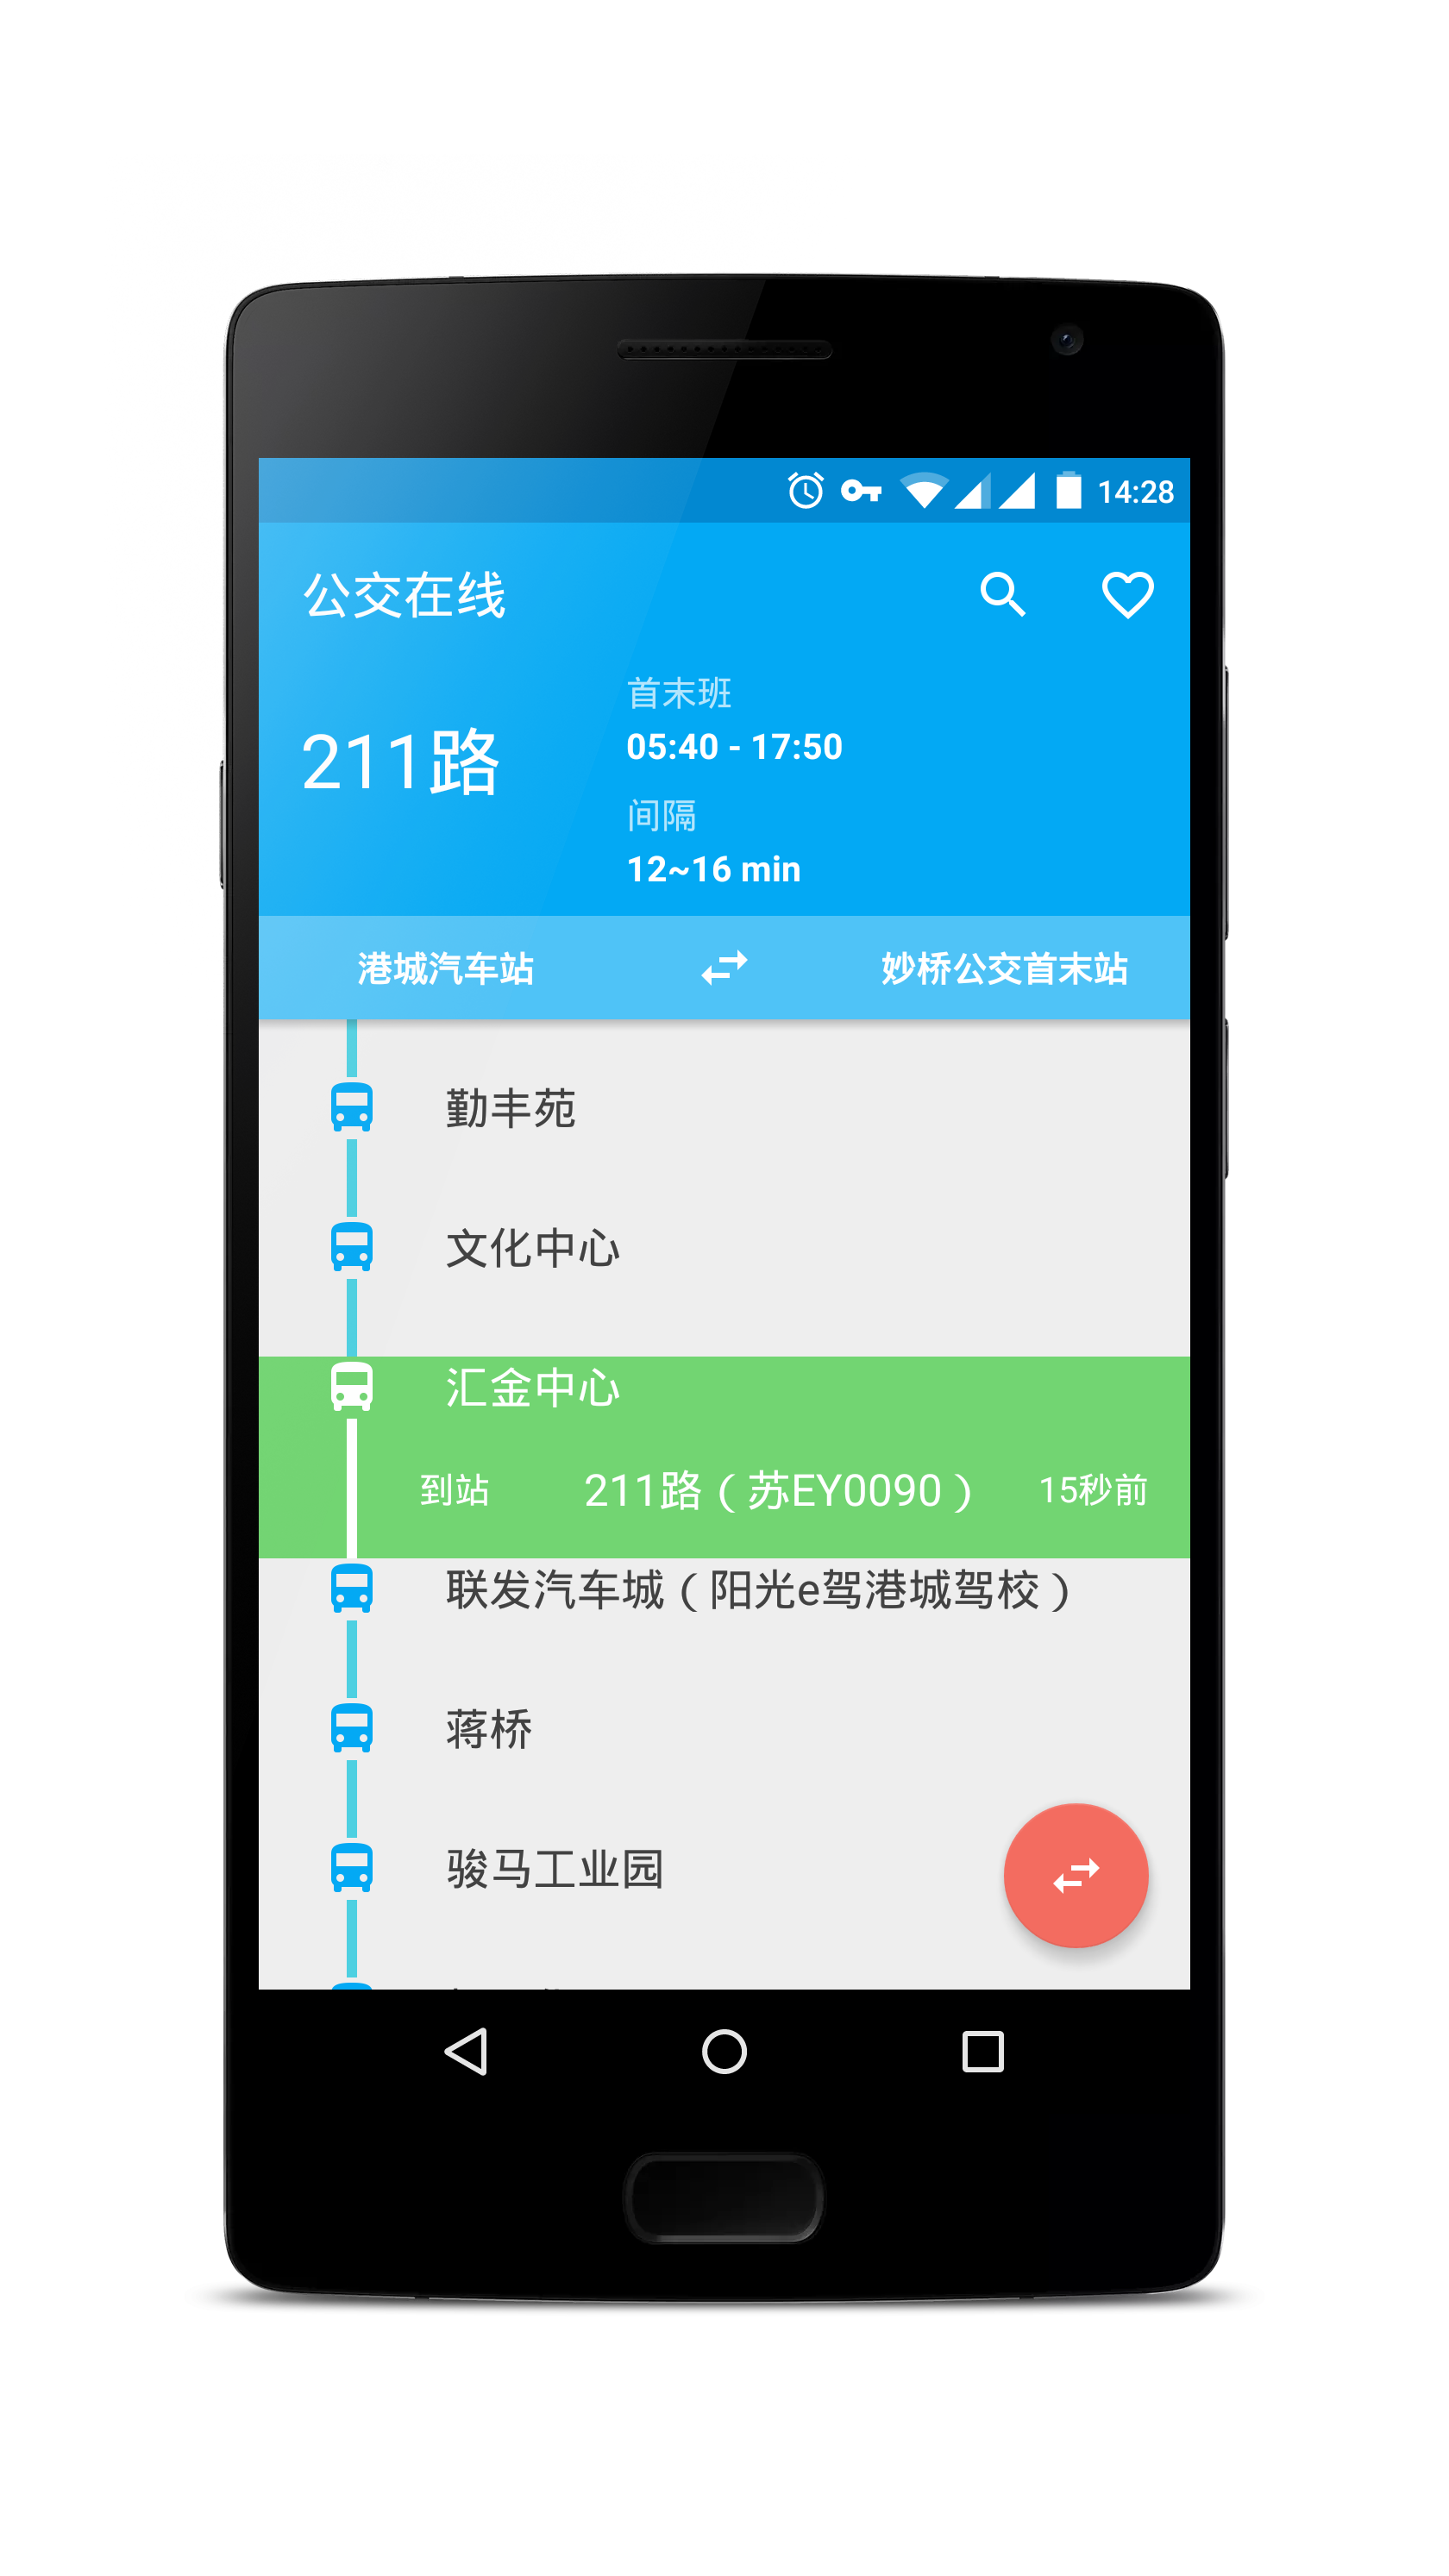 14:28
公交在线
211路
首末班
05:40 - 17:50
间隔
12~16 min
港城汽车站 妙桥公交首末站
勤丰苑
文化中心
汇金中心
到站 211路（苏EY0090） 15秒前
联发汽车城（阳光e驾港城驾校）
蒋桥
骏马工业园